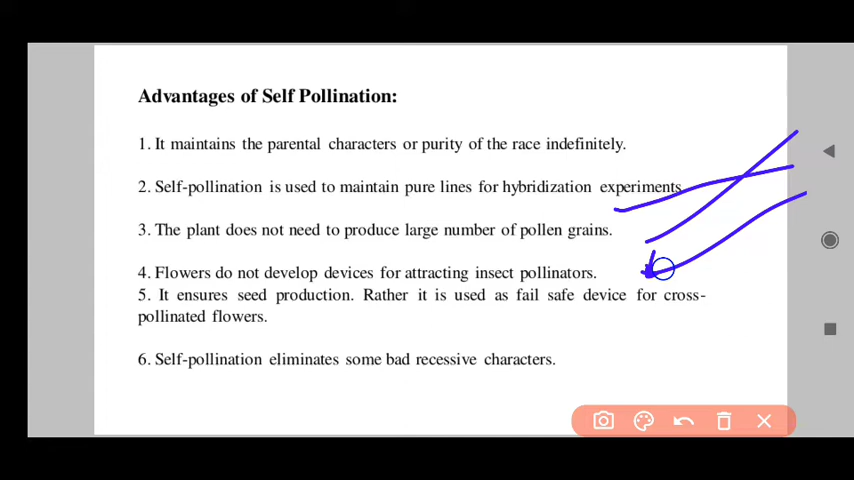 Advantages of Self Pollination:
1. It maintains the parental characters or purity of the race indefinitely.
2. Self-pollination is used to maintain pure lines for hybridization experiments.
3. The plant does not need to produce large number of pollen grains.
4. Flowers do not develop devices for attracting insect pollinators.
5. It ensures seed production. Rather it is used as fail safe device for cross-
pollinated flowers.
6. Self-pollination eliminates some bad recessive characters.